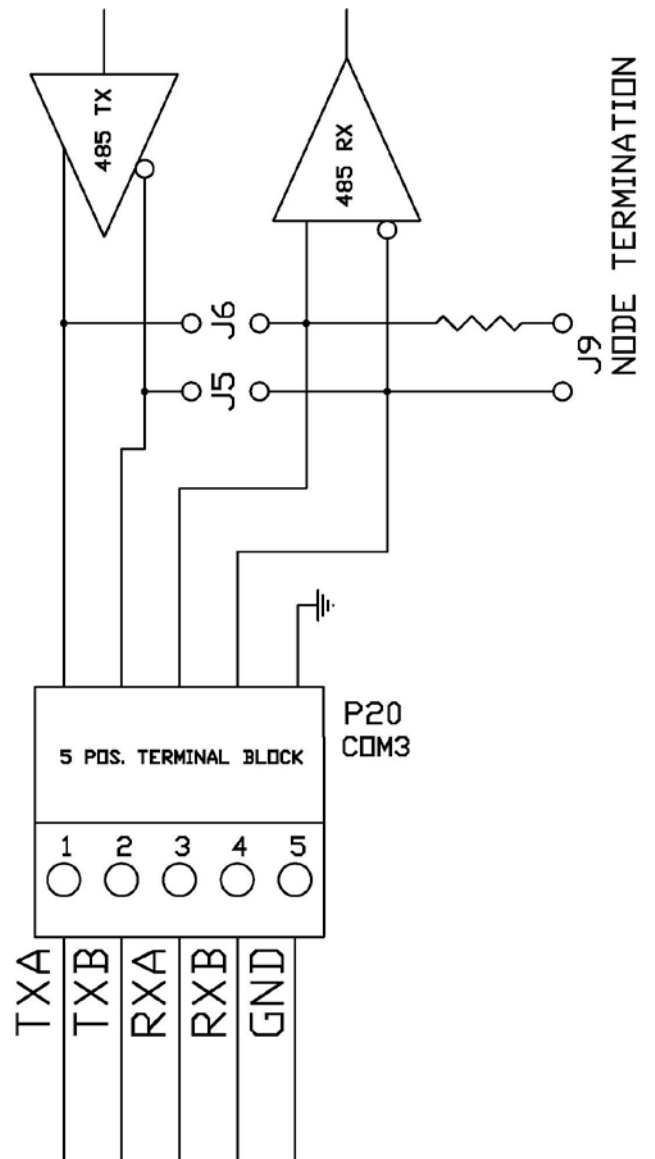 485 TX
485 RX
NODE TERMINATION
J6
J5
J9
P20
COM3
5 POS. TERMINAL BLOCK
1 2 3 4 5
TXA
TXB
RXA
RXB
GND